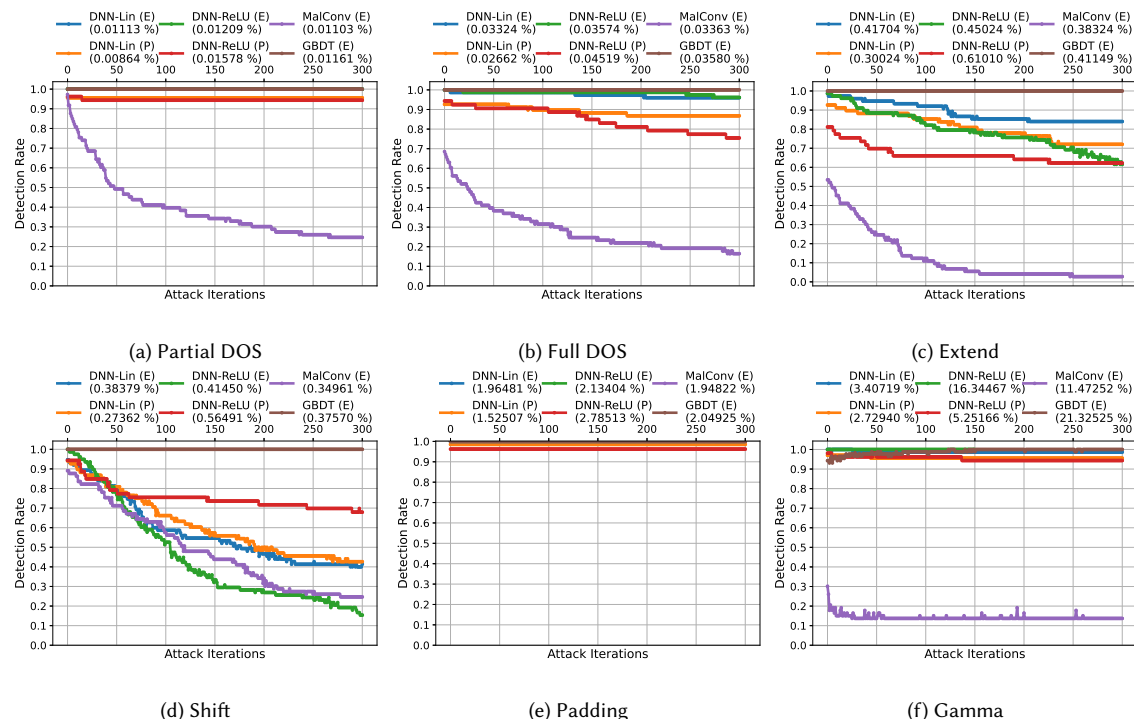 DNN-Lin (E) DNN-ReLU (E) MalConv (E)
(0.01113 %) (0.01209 %) (0.01103 %)
DNN-Lin (P) DNN-ReLU (P) GBDT (E)
(0.00864 %) (0.01578 %) (0.01161 %)
0 50 100 150 200 250 300
1.0
0.9
0.8
0.7
0.6
0.5
0.4
0.3
0.2
0.1
0.0
Detection Rate
Attack Iterations
(a) Partial DOS
DNN-Lin (E) DNN-ReLU (E) MalConv (E)
(0.03324 %) (0.03574 %) (0.03363 %)
DNN-Lin (P) DNN-ReLU (P) GBDT (E)
(0.02662 %) (0.04519 %) (0.03580 %)
0 50 100 150 200 250 300
1.0
0.9
0.8
0.7
0.6
0.5
0.4
0.3
0.2
0.1
0.0
Detection Rate
Attack Iterations
(b) Full DOS
DNN-Lin (E) DNN-ReLU (E) MalConv (E)
(0.41704 %) (0.45024 %) (0.38324 %)
DNN-Lin (P) DNN-ReLU (P) GBDT (E)
(0.30024 %) (0.61010 %) (0.41149 %)
0 50 100 150 200 250 300
1.0
0.9
0.8
0.7
0.6
0.5
0.4
0.3
0.2
0.1
0.0
Detection Rate
Attack Iterations
(c) Extend
DNN-Lin (E) DNN-ReLU (E) MalConv (E)
(0.38379 %) (0.41450 %) (0.34961 %)
DNN-Lin (P) DNN-ReLU (P) GBDT (E)
(0.27362 %) (0.56491 %) (0.37570 %)
0 50 100 150 200 250 300
1.0
0.9
0.8
0.7
0.6
0.5
0.4
0.3
0.2
0.1
0.0
Detection Rate
Attack Iterations
(d) Shift
DNN-Lin (E) DNN-ReLU (E) MalConv (E)
(1.96481 %) (2.13404 %) (1.94822 %)
DNN-Lin (P) DNN-ReLU (P) GBDT (E)
(1.52507 %) (2.78513 %) (2.04925 %)
0 50 100 150 200 250 300
1.0
0.9
0.8
0.7
0.6
0.5
0.4
0.3
0.2
0.1
0.0
Detection Rate
Attack Iterations
(e) Padding
DNN-Lin (E) DNN-ReLU (E) MalConv (E)
(3.40719 %) (16.34467 %) (11.47252 %)
DNN-Lin (P) DNN-ReLU (P) GBDT (E)
(2.72940 %) (5.25166 %) (21.32525 %)
0 50 100 150 200 250 300
1.0
0.9
0.8
0.7
0.6
0.5
0.4
0.3
0.2
0.1
0.0
Detection Rate
Attack Iterations
(f) Gamma